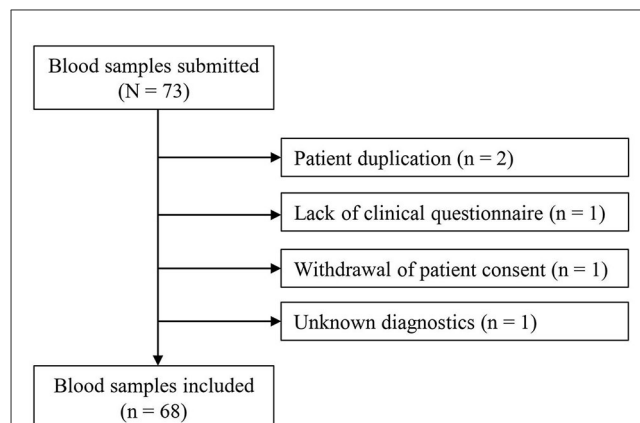 Blood samples submitted
(N = 73)
Patient duplication (n = 2)
Lack of clinical questionnaire (n = 1)
Withdrawal of patient consent (n = 1)
Unknown diagnostics (n = 1)
Blood samples included
(n = 68)